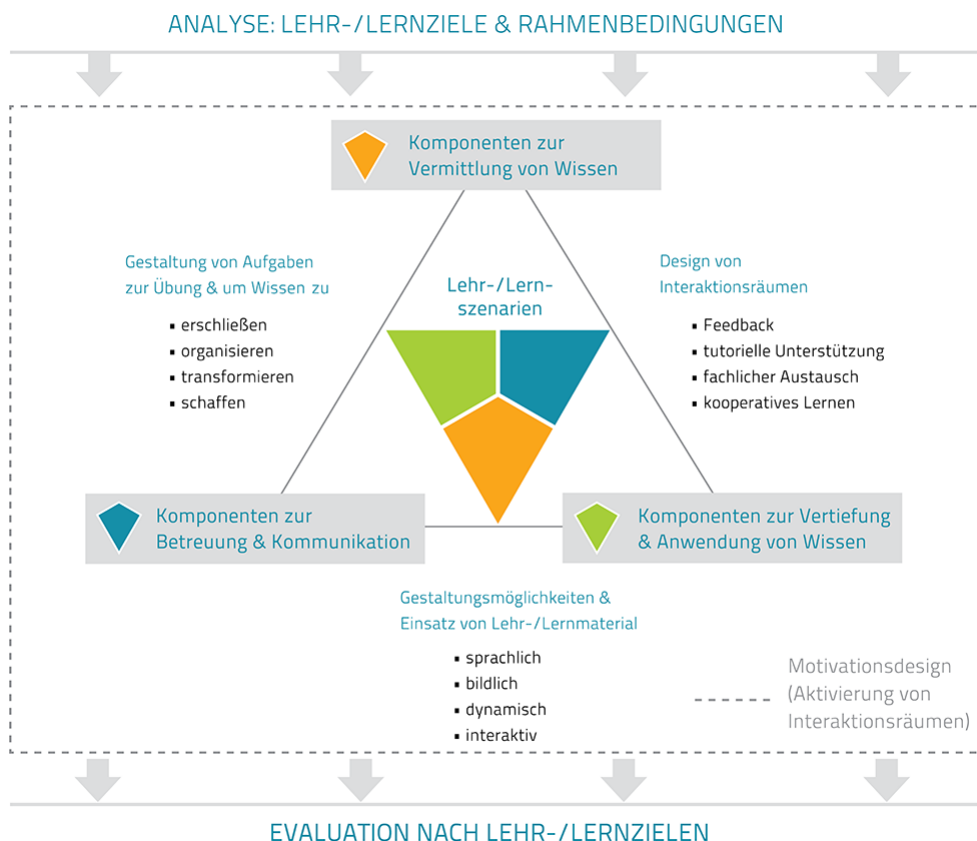 ANALYSE: LEHR-/LERNZIELE & RAHMENBEDINGUNGEN
Komponenten zur
Vermittlung von Wissen
Gestaltung von Aufgaben
zur Übung & um Wissen zu
▪ erschließen
▪ organisieren
▪ transformieren
▪ schaffen
Lehr-/Lern-
szenarien
Design von
Interaktionsräumen
▪ Feedback
▪ tutorielle Unterstützung
▪ fachlicher Austausch
▪ kooperatives Lernen
Komponenten zur
Betreuung & Kommunikation
Komponenten zur Vertiefung
& Anwendung von Wissen
Gestaltungsmöglichkeiten &
Einsatz von Lehr-/Lernmaterial
▪ sprachlich
▪ bildlich
▪ dynamisch
▪ interaktiv
Motivationsdesign
(Aktivierung von
Interaktionsräumen)
EVALUATION NACH LEHR-/LERNZIELEN